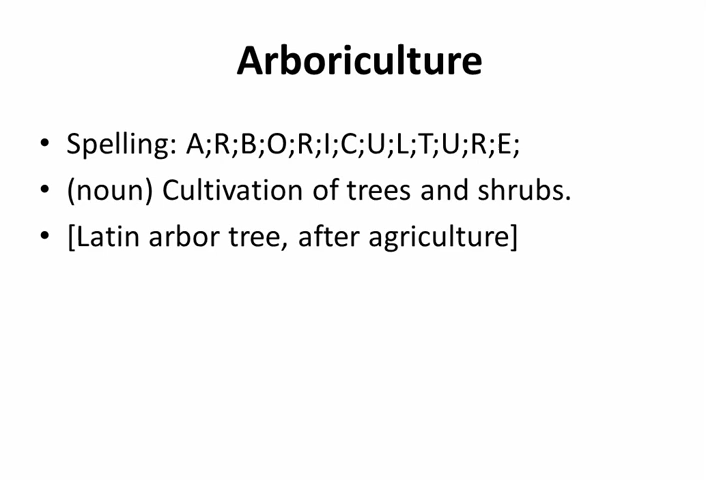 Arboriculture
• Spelling: A;R;B;O;R;I;C;U;L;T;U;R;E;
• (noun) Cultivation of trees and shrubs.
• [Latin arbor tree, after agriculture]